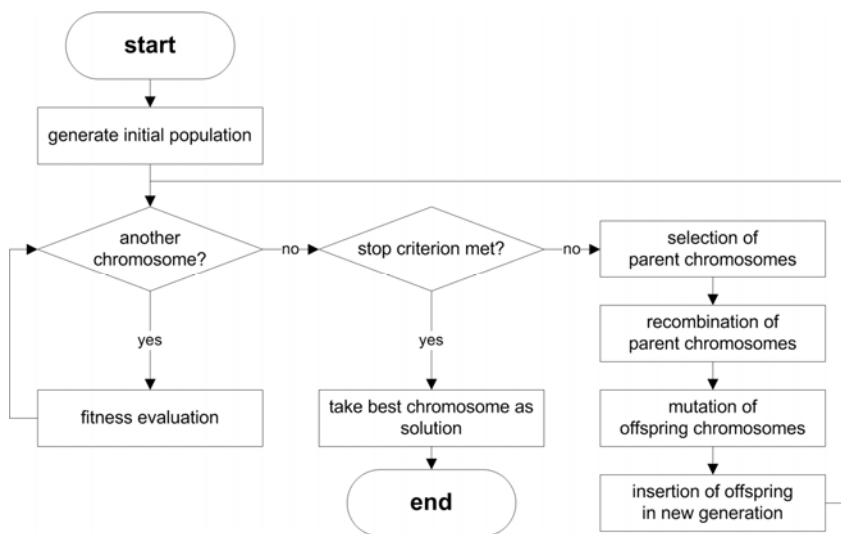 start
generate initial population
another
chromosome?
no
stop criterion met?
no
selection of
parent chromosomes
yes
yes
recombination of
parent chromosomes
fitness evaluation
take best chromosome as
solution
mutation of
offspring chromosomes
end
insertion of offspring
in new generation